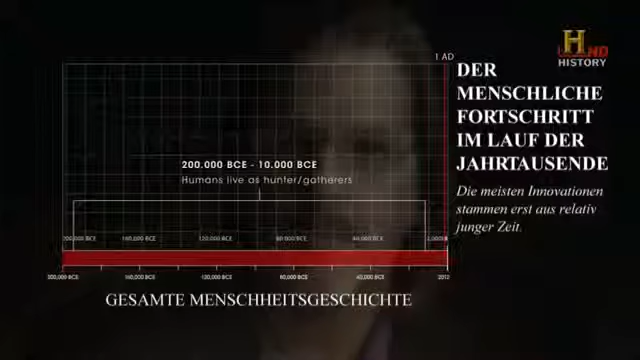 1 AD
H ND
HISTORY
DER
MENSCHLICHE
FORTSCHRITT
IM LAUF DER
JAHRTAUSENDE
Die meisten Innovationen
stammen erst aus relativ
junger Zeit.
200.000 BCE - 10.000 BCE
Humans live as hunter/gatherers
200,000 BCE 160,000 BCE 120,000 BCE 80,000 BCE 40,000 BCE
200,000 BCE 160,000 BCE 120,000 BCE 80,000 BCE 40,000 BCE 2012
GESAMTE MENSCHHEITSGESCHICHTE